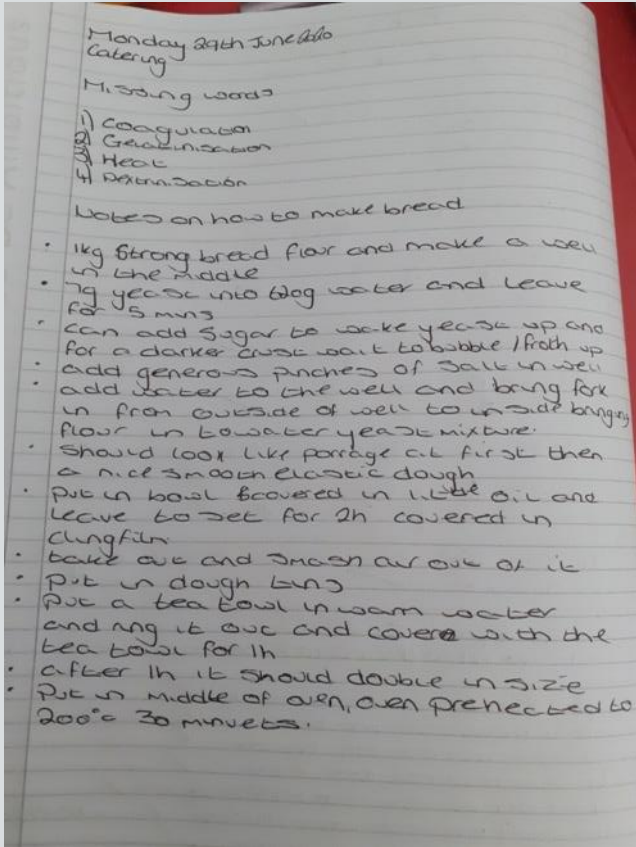 Monday 29th June 2020
Catering
Missing words
1) Coagulation
2) Gelatinisation
3) Heat
4) Dextrinisation
Notes on how to make bread
• 1kg Strong bread flour and make a well
in the middle
• 7g yeast into 620g water and leave
for 5 mins
• can add sugar to wake yeast up and
for a darker crust wait to bubble / froth up
• add generous pinches of salt in well
• add water to the well and bring fork
in from outside of well to inside bringing
flour in to water yeast mixture.
• Should look like porrage at first then
a nice smooth elastic dough
• put in bowl covered in little oil and
leave to set for 2h covered in
clingfilm
• take out and smash air out of it
• put in dough tins
• put a tea towl in warm water
and ring it out and cover with the
tea towl for 1h
• after 1h it should double in size
• Put in middle of oven, oven preheated to
200°c 30 minuets.